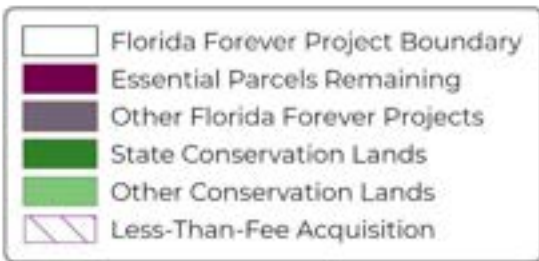 Florida Forever Project Boundary
Essential Parcels Remaining
Other Florida Forever Projects
State Conservation Lands
Other Conservation Lands
Less-Than-Fee Acquisition